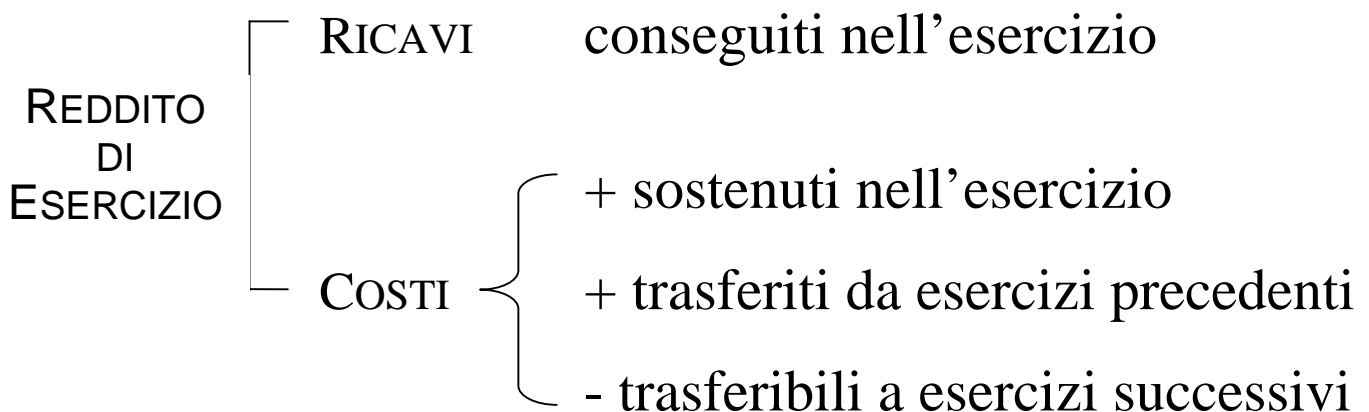 RICAVI conseguiti nell’esercizio
REDDITO
DI
ESERCIZIO
+ sostenuti nell’esercizio
COSTI + trasferiti da esercizi precedenti
- trasferibili a esercizi successivi